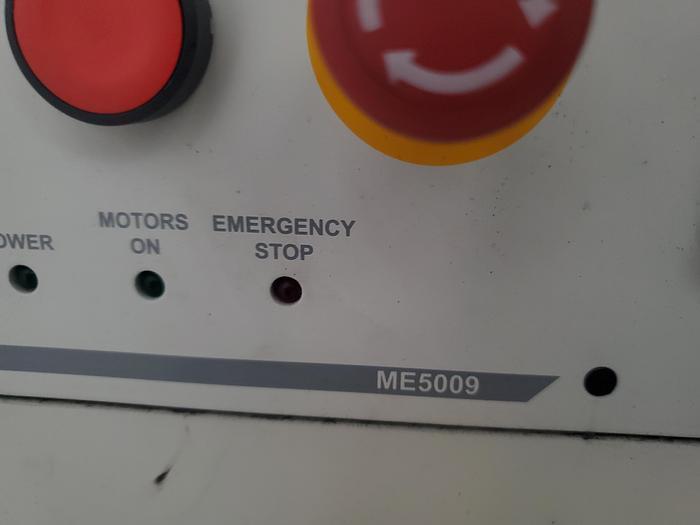 OWER
MOTORS
ON
EMERGENCY
STOP
ME5009